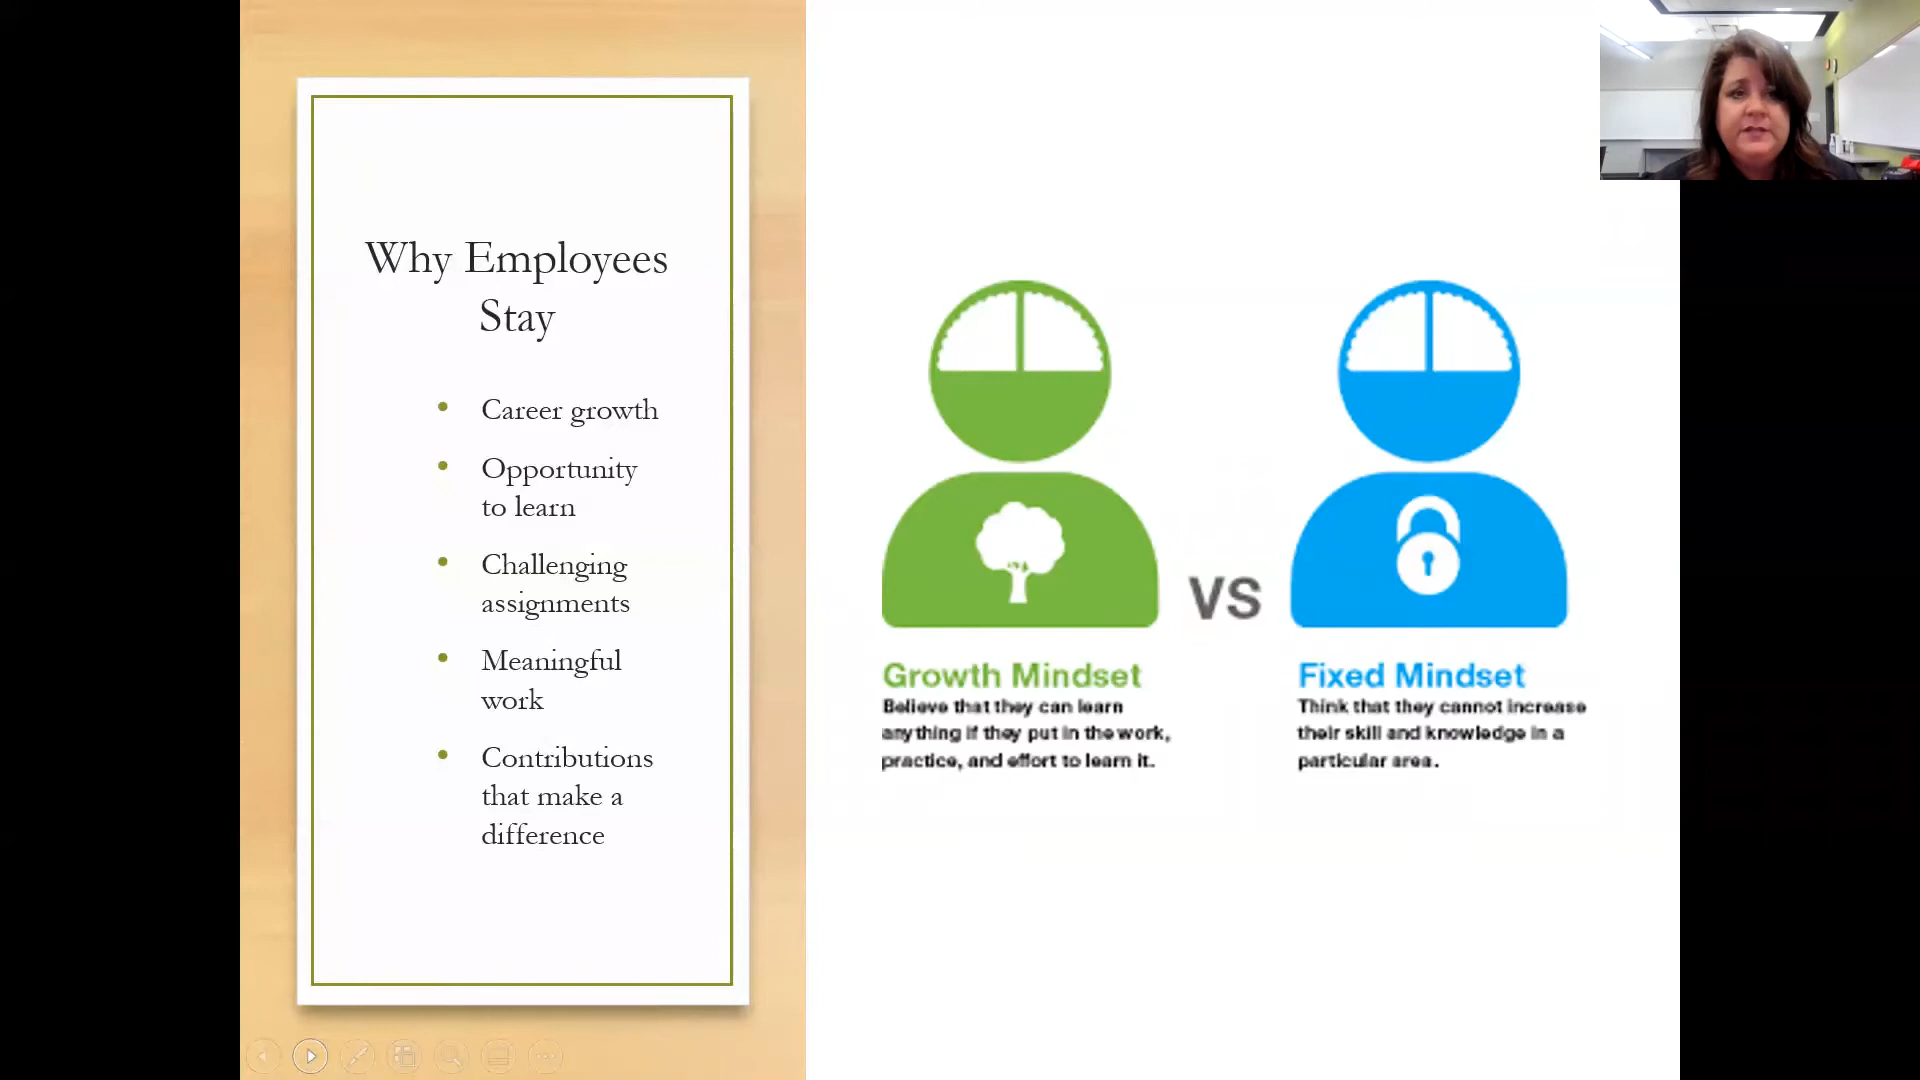 Why Employees
Stay
• Career growth
• Opportunity
to learn
• Challenging
assignments
• Meaningful
work
• Contributions
that make a
difference
VS
Growth Mindset
Believe that they can learn
anything if they put in the work,
practice, and effort to learn it.
Fixed Mindset
Think that they cannot increase
their skill and knowledge in a
particular area.